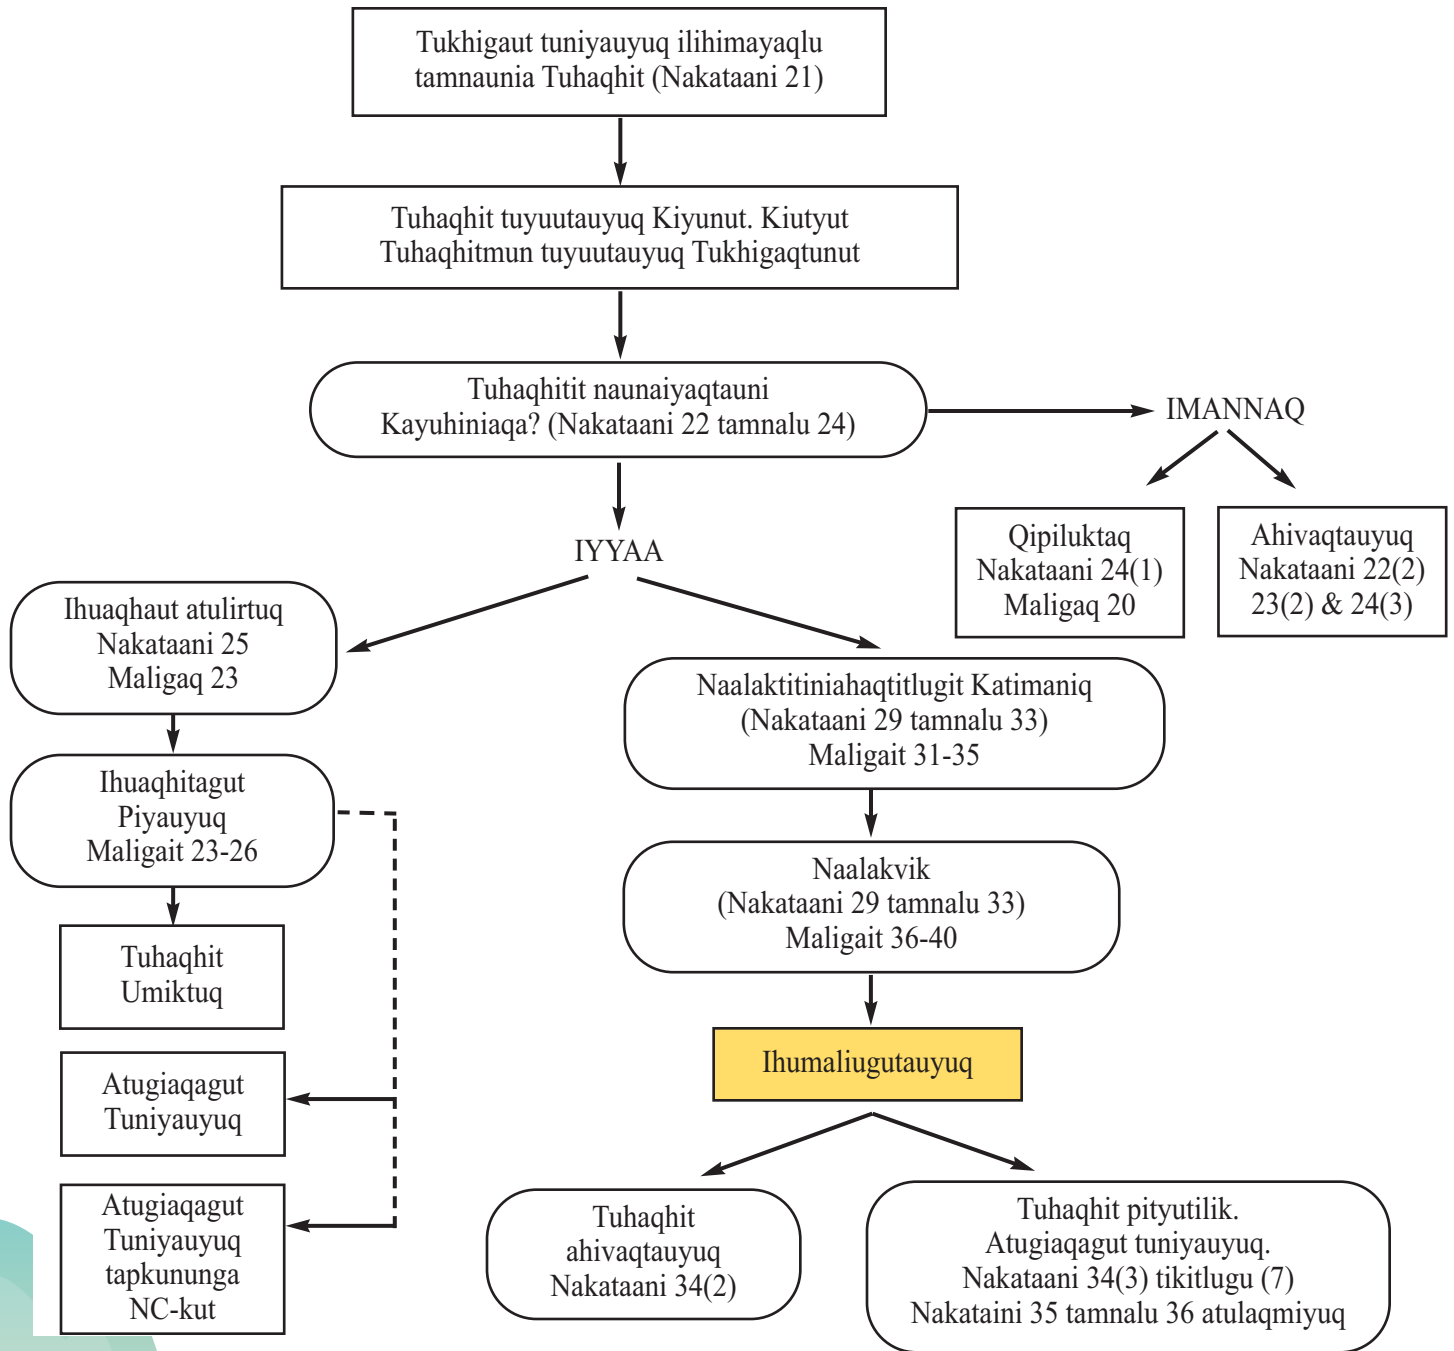 Tukhigaut tuniyauyuq ilihimayaqlu
tamnaunia Tuhaqhit (Nakataani 21)
Tuhaqhit tuyuutauyuq Kiyunut. Kiutyut
Tuhaqhitmun tuyuutauyuq Tukhigaqtunut
Tuhaqhitit naunaiyaqtauni
Kayuhiniaqa? (Nakataani 22 tamnalu 24)
IMANNAQ
Qipiluktaq
Nakataani 24(1)
Maligaq 20
Ahivaqtauyuq
Nakataani 22(2)
23(2) & 24(3)
IYYAA
Ihuaqhaut atulirtuq
Nakataani 25
Maligaq 23
Ihuaqhitagut
Piyauyuq
Maligait 23-26
Tuhaqhit
Umiktuq
Atugiaqagut
Tuniyauyuq
Atugiaqagut
Tuniyauyuq
tapkununga
NC-kut
Naalaktitiniahaqtitlugit Katimaniq
(Nakataani 29 tamnalu 33)
Maligait 31-35
Naalakvik
(Nakataani 29 tamnalu 33)
Maligait 36-40
Ihumaliugutauyuq
Tuhaqhit
ahivaqtauyuq
Nakataani 34(2)
Tuhaqhit pityutilik.
Atugiaqagut tuniyauyuq.
Nakataani 34(3) tikitlugu (7)
Nakataini 35 tamnalu 36 atulaqmiyuq